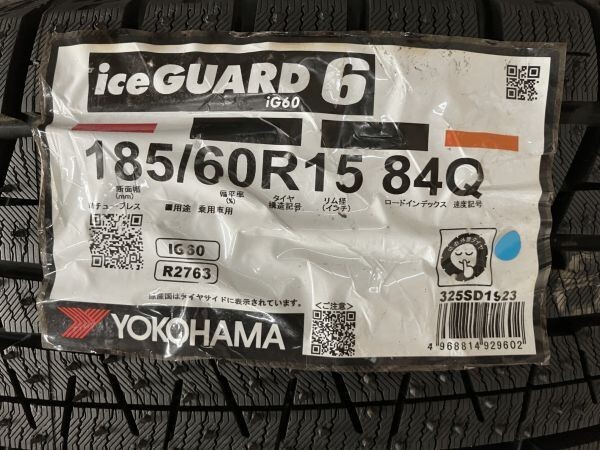 iceGUARD 6
iG60
185/60R15 84Q
断面幅
(mm)
偏平率
(%)
タイヤ
構造記号
リム径
(インチ)
ロードインデックス
速度記号
チューブレス
■用途 乗用車用
IG60
R2763
原産国はタイヤサイドに表示されています。
<ご注意>
YOKOHAMA
325SD1923
4 968814 929602